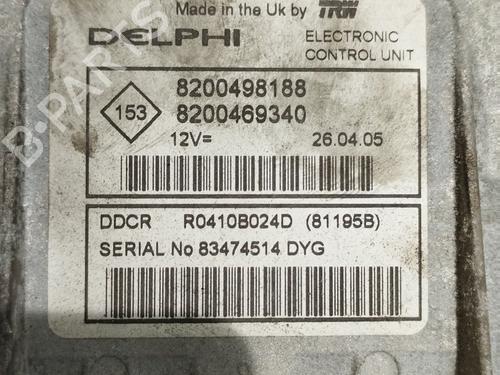 Made in the Uk by TRW
DELPHI
ELECTRONIC
CONTROL UNIT
153
8200498188
8200469340
12V=
26.04.05
DDCR R0410B024D (81195B)
SERIAL No 83474514 DYG
B-PARTS